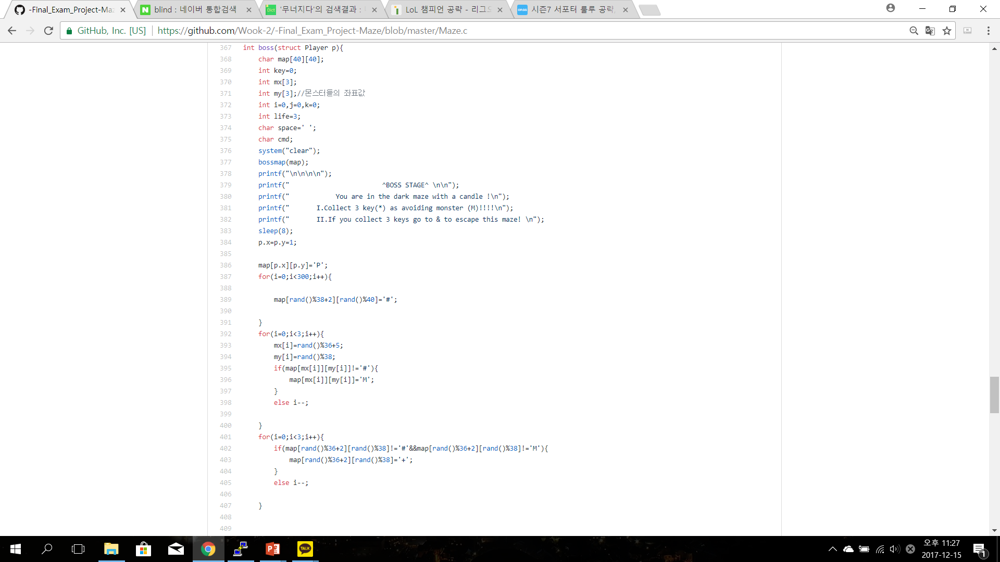 -Final_Exam_Project-Maz
blind : 네이버 통합검색
'무너지다'의 검색결과 :
LoL 챔피언 공략 - 리그오
시즌7 서포터 룰루 공략,
GitHub, Inc. [US]
https://github.com/Wook-2/-Final_Exam_Project-Maze/blob/master/Maze.c
367 int boss(struct Player p){
368 char map[40][40];
369 int key=0;
370 int mx[3];
371 int my[3];//몬스터들의 좌표값
372 int i=0,j=0,k=0;
373 int life=3;
374 char space=' ';
375 char cmd;
376 system("clear");
377 bossmap(map);
378 printf("\n\n\n\n");
379 printf("                        ^BOSS STAGE^ \n\n");
380 printf("            You are in the dark maze with a candle !\n");
381 printf("       I.Collect 3 key(*) as avoiding monster (M)!!!!\n");
382 printf("       II.If you collect 3 keys go to & to escape this maze! \n");
383 sleep(8);
384 p.x=p.y=1;
385
386 map[p.x][p.y]='P';
387 for(i=0;i<300;i++){
388
389 map[rand()%38+2][rand()%40]='#';
390
391 }
392 for(i=0;i<3;i++){
393 mx[i]=rand()%36+5;
394 my[i]=rand()%38;
395 if(map[mx[i]][my[i]]!='#'){
396 map[mx[i]][my[i]]='M';
397 }
398 else i--;
399
400 }
401 for(i=0;i<3;i++){
402 if(map[rand()%36+2][rand()%38]!='#'&&map[rand()%36+2][rand()%38]!='M'){
403 map[rand()%36+2][rand()%38]='+';
404 }
405 else i--;
406
407 }
408
409
오후 11:27
2017-12-15
1